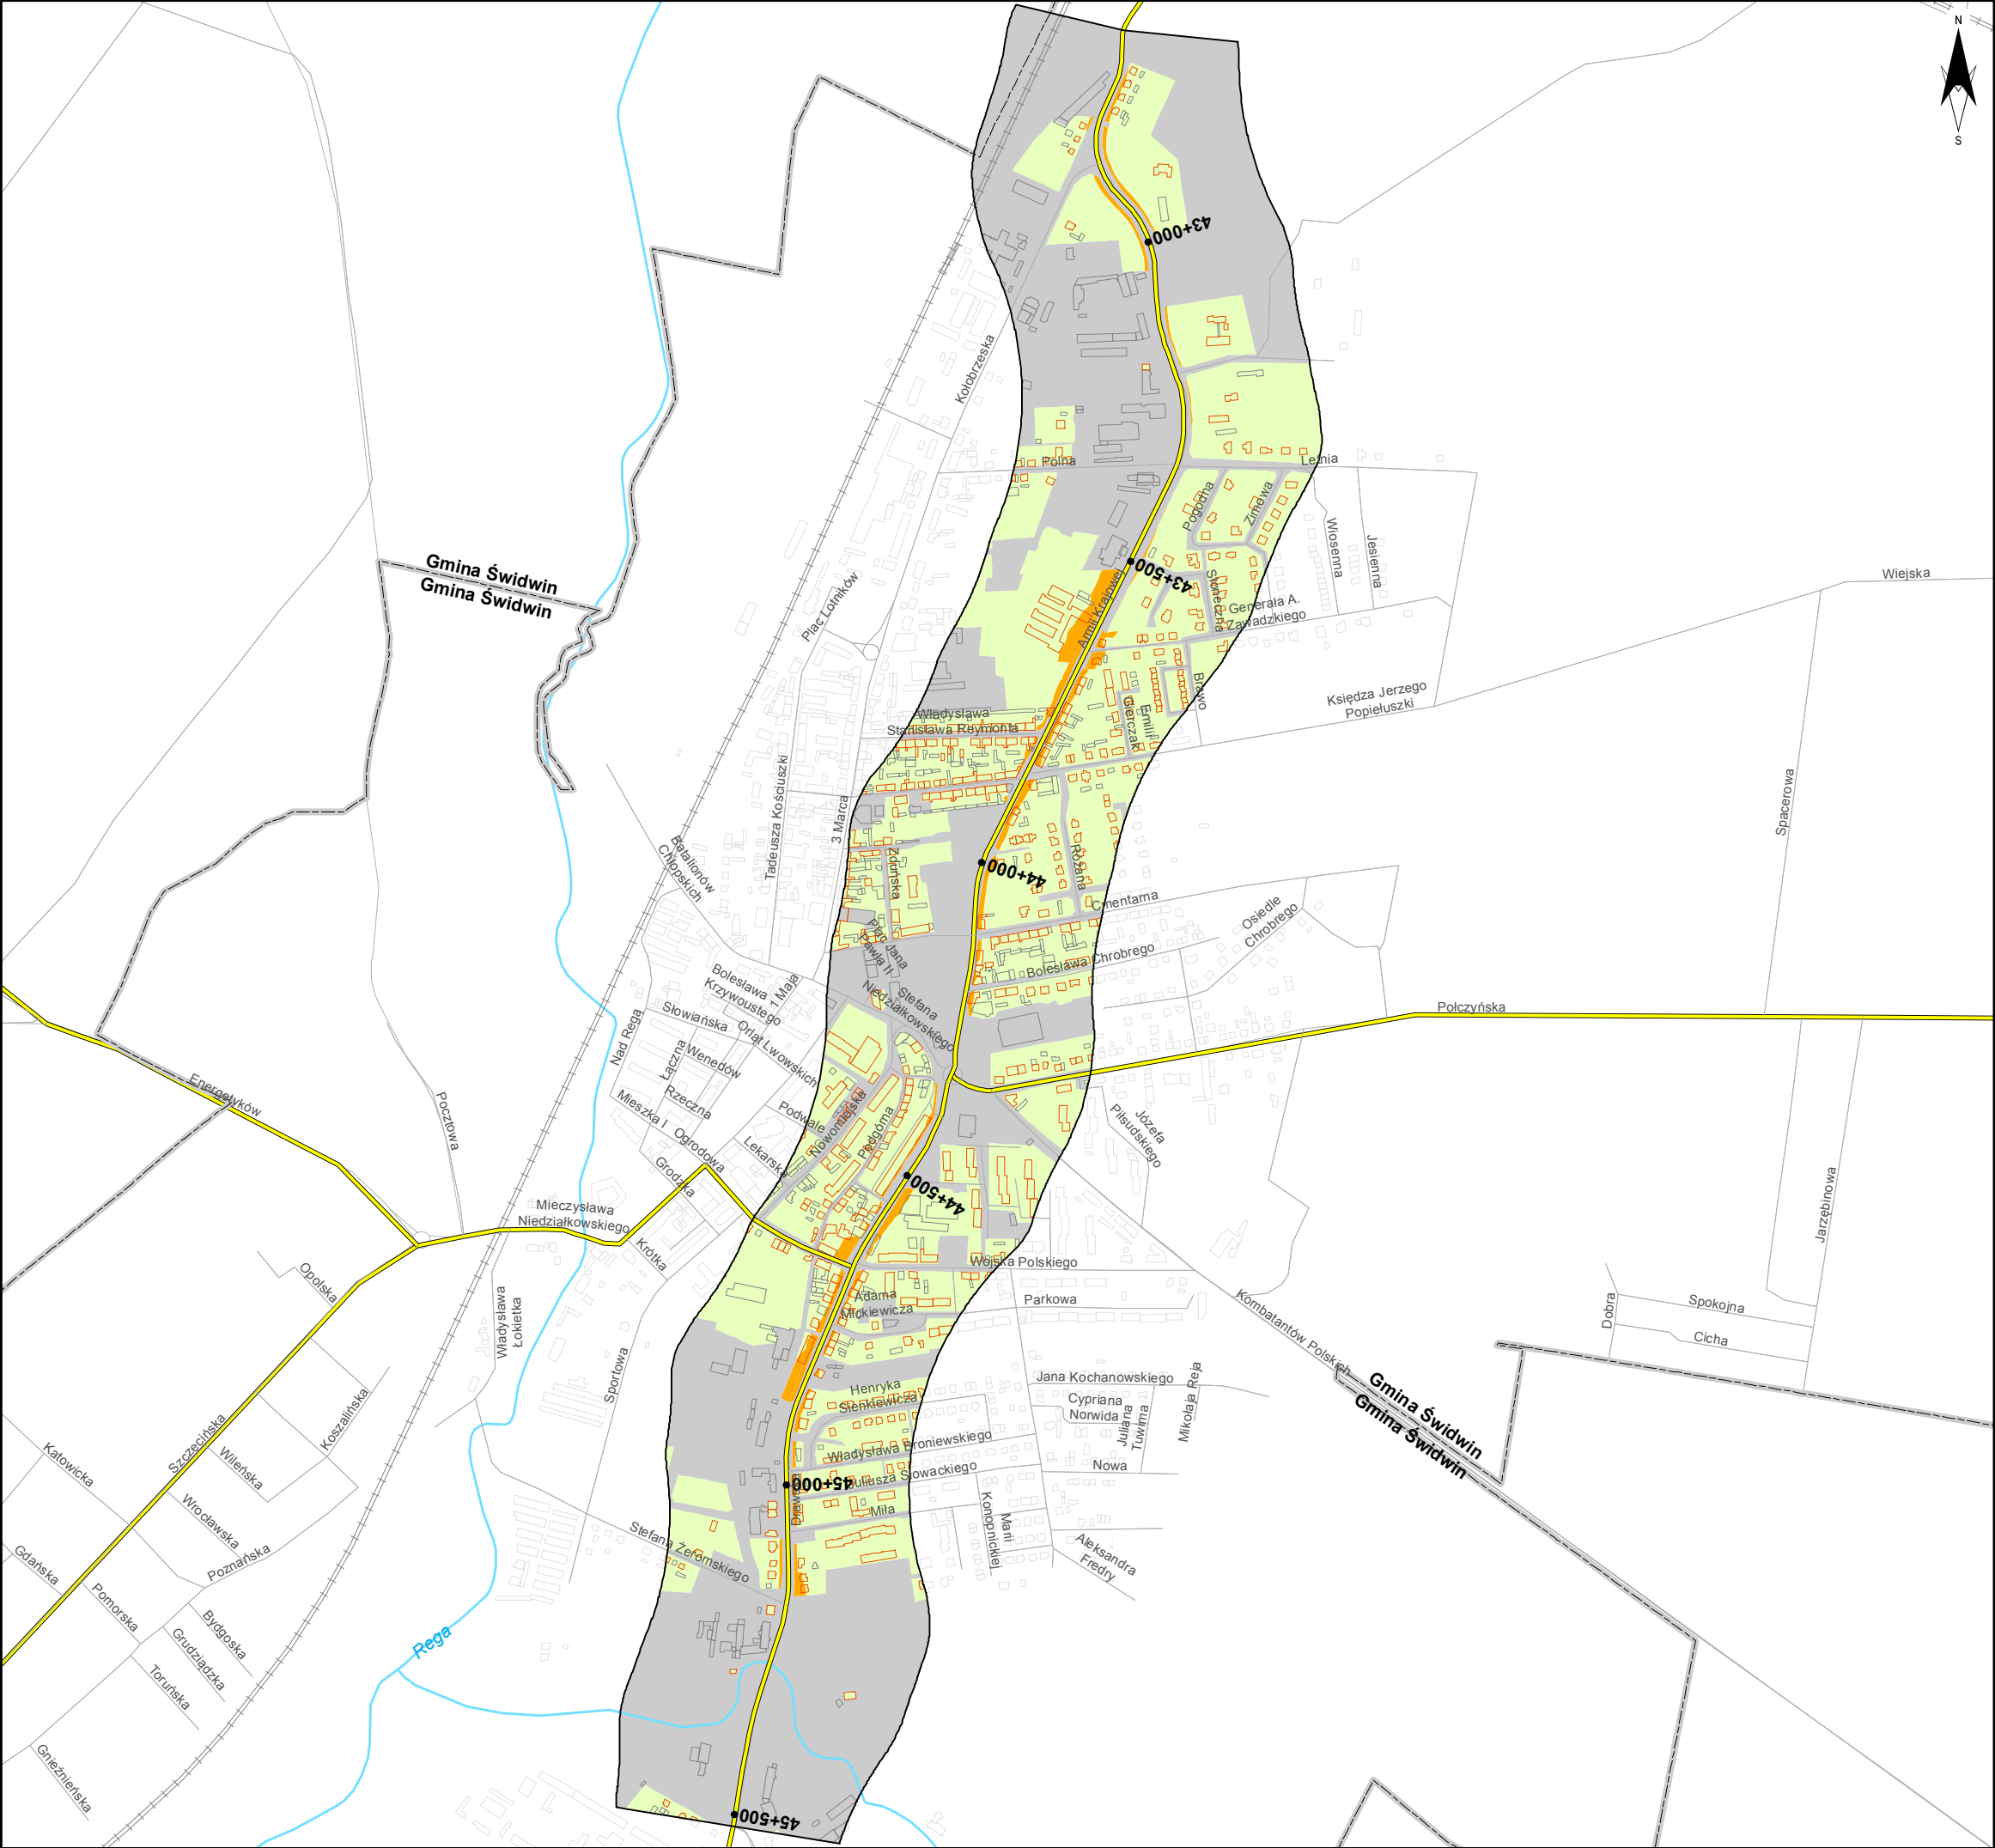 N
S
43+000
Kołobrzeska
Polna
Letnia
Pogodna
Zimowa
Wiosenna
Jesienna
43+500
Armii Krajowej
Słoneczna
Generała A.
Zawadzkiego
Wiejska
Gmina Świdwin
Gmina Świdwin
Plac Lotników
Brawo
Księdza Jerzego
Popiełuszki
Władysława
Stanisława Reymonta
Emilii
Gierczak
Tadeusza Kościuszki
3 Marca
Spacerowa
Batalionów
Chłopskich
Zduńska
44+000
Różana
Cmentarna
Osiedle
Chrobrego
Plac Jana
Pawła II
Bolesława Chrobrego
Bolesława
Krzywoustego
1 Maja
Stefana
Niedziałkowskiego
Połczyńska
Słowiańska
Orląt Lwowskich
Nad Regą
Łączna
Wenedów
Rzeczna
Mieszka I
Energetyków
Pocztowa
Podwale
Nowomiejska
Podgórna
Józefa
Piłsudskiego
Ogrodowa
Lekarska
Grodzka
44+500
Jarzębinowa
Mieczysława
Niedziałkowskiego
Krótka
Wojska Polskiego
Opolska
Władysława
Łokietka
Adama
Mickiewicza
Parkowa
Kombatantów Polskich
Dobra
Spokojna
Cicha
Sportowa
Henryka
Sienkiewicza
Jana Kochanowskiego
Cypriana
Norwida
Juliana
Tuwima
Mikołaja Reja
Gmina Świdwin
Gmina Świdwin
Szczecińska
Koszalińska
Katowicka
Wileńska
Władysława Broniewskiego
Nowa
45+000
Juliusza Słowackiego
Drawska
Miła
Marii
Konopnickiej
Wrocławska
Stefana Żeromskiego
Aleksandra
Fredry
Gdańska
Poznańska
Pomorska
Bydgoska
Grudziądzka
Toruńska
Rega
Gnieźnieńska
45+500